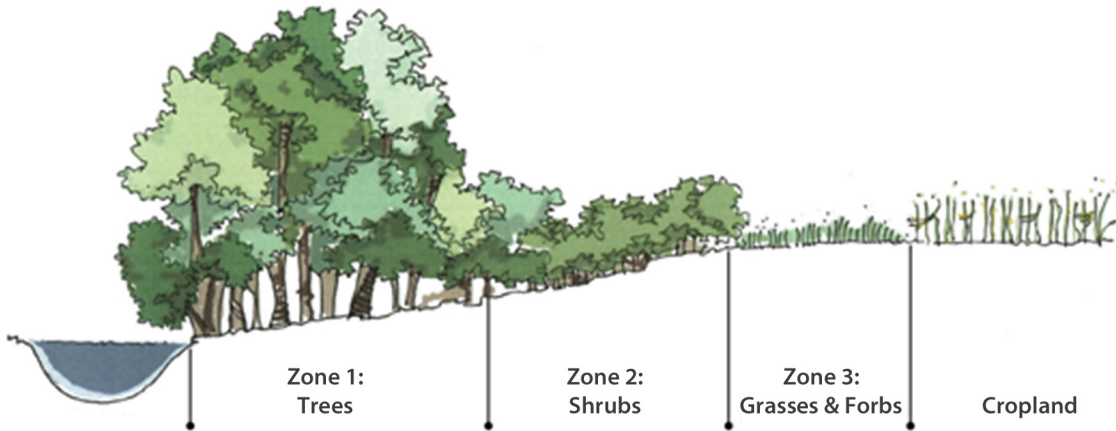 Zone 1:
Trees
Zone 2:
Shrubs
Zone 3:
Grasses & Forbs
Cropland